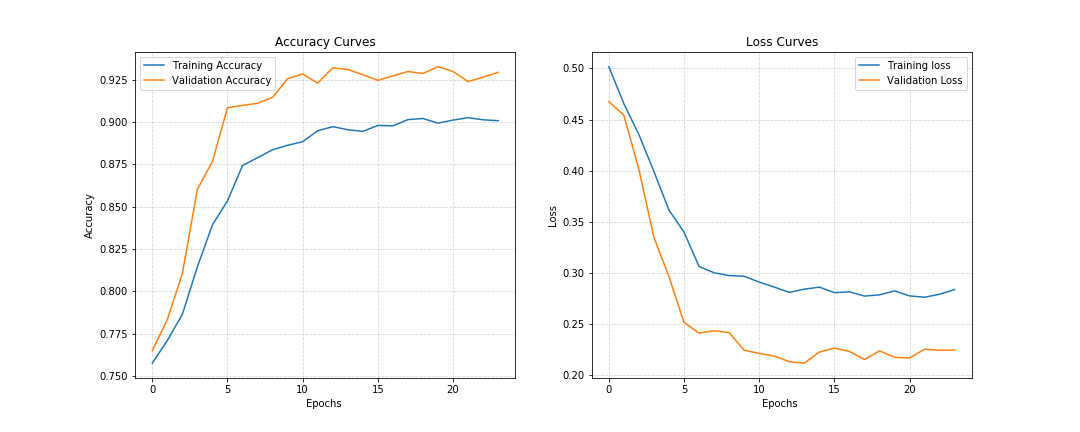 Accuracy Curves
Training Accuracy
Validation Accuracy
0.925
0.900
0.875
0.850
0.825
0.800
0.775
0.750
Accuracy
0 5 10 15 20
Epochs
Loss Curves
Training loss
Validation Loss
0.50
0.45
0.40
0.35
0.30
0.25
0.20
Loss
0 5 10 15 20
Epochs